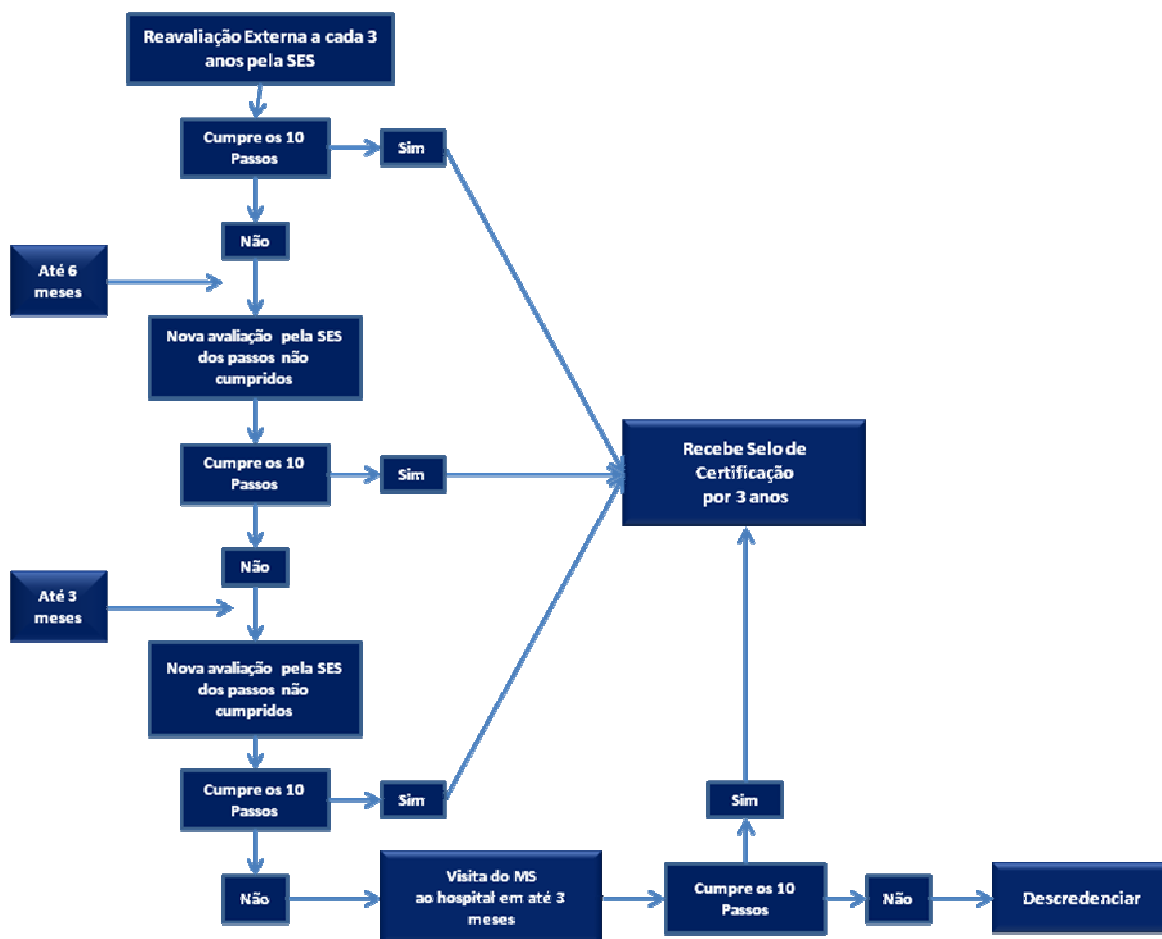 Reavaliação Externa a cada 3
anos pela SES
Cumpre os 10
Passos
Sim
Não
Até 6
meses
Nova avaliação pela SES
dos passos não
cumpridos
Cumpre os 10
Passos
Sim
Recebe Selo de
Certificação
por 3 anos
Não
Até 3
meses
Nova avaliação pela SES
dos passos não
cumpridos
Cumpre os 10
Passos
Sim
Sim
Não
Visita do MS
ao hospital em até 3
meses
Cumpre os 10
Passos
Não
Descredenciar